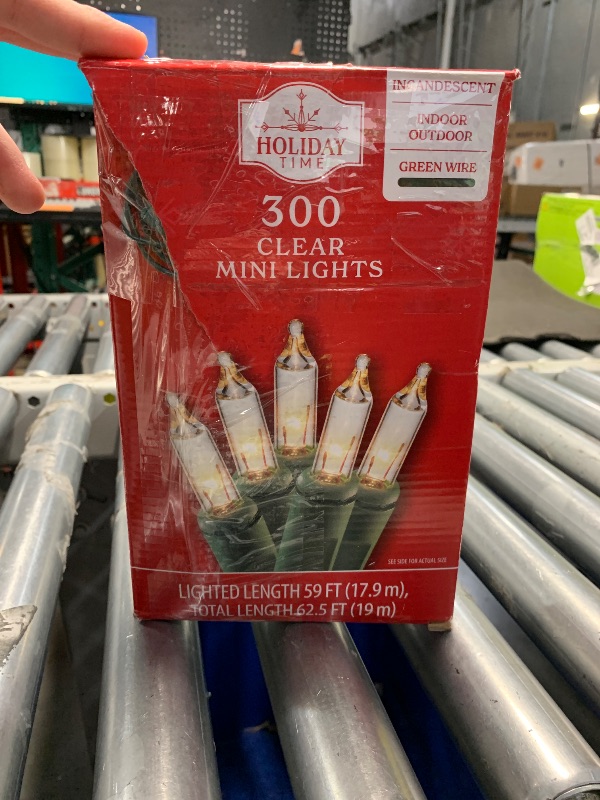 HOLIDAY
TIME
INCANDESCENT
INDOOR
OUTDOOR
GREEN WIRE
300
CLEAR
MINI LIGHTS
SEE SIDE FOR ACTUAL SIZE
LIGHTED LENGTH 59 FT (17.9 m),
TOTAL LENGTH 62.5 FT (19 m)